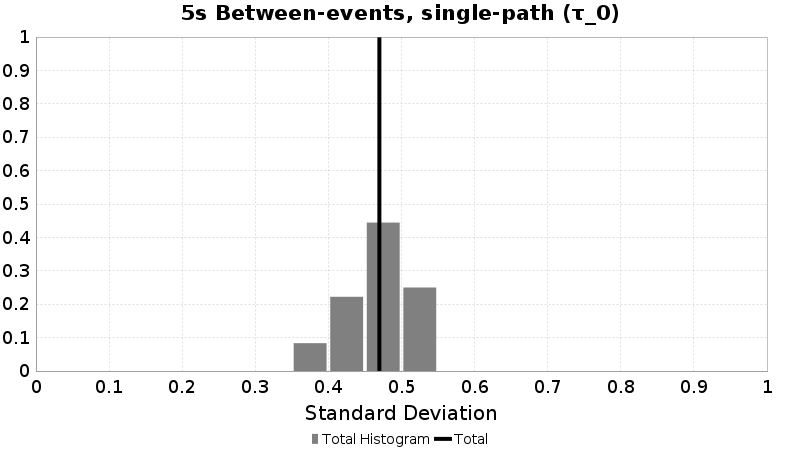 5s Between-events, single-path (τ_0)
1
0.9
0.8
0.7
0.6
0.5
0.4
0.3
0.2
0.1
0
0 0.1 0.2 0.3 0.4 0.5 0.6 0.7 0.8 0.9 1
Standard Deviation
Total Histogram Total